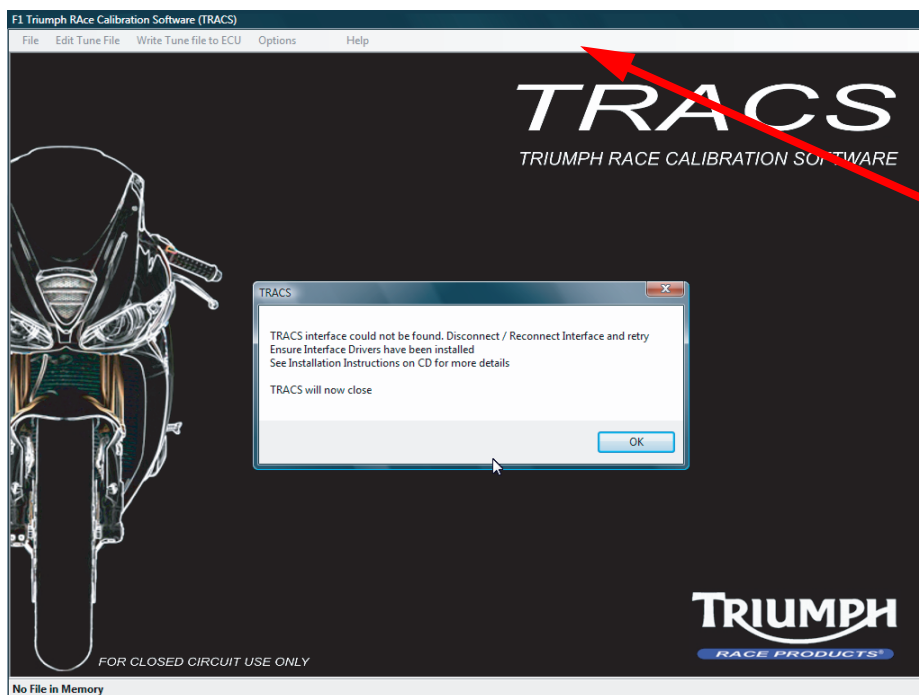 F1 Triumph RAce Calibration Software (TRACS)
File Edit Tune File Write Tune file to ECU Options Help
TRACS
TRIUMPH RACE CALIBRATION SOFTWARE
TRACS
TRACS interface could not be found. Disconnect / Reconnect Interface and retry
Ensure Interface Drivers have been installed
See Installation Instructions on CD for more details
TRACS will now close
OK
TRIUMPH
RACE PRODUCTS®
FOR CLOSED CIRCUIT USE ONLY
No File in Memory